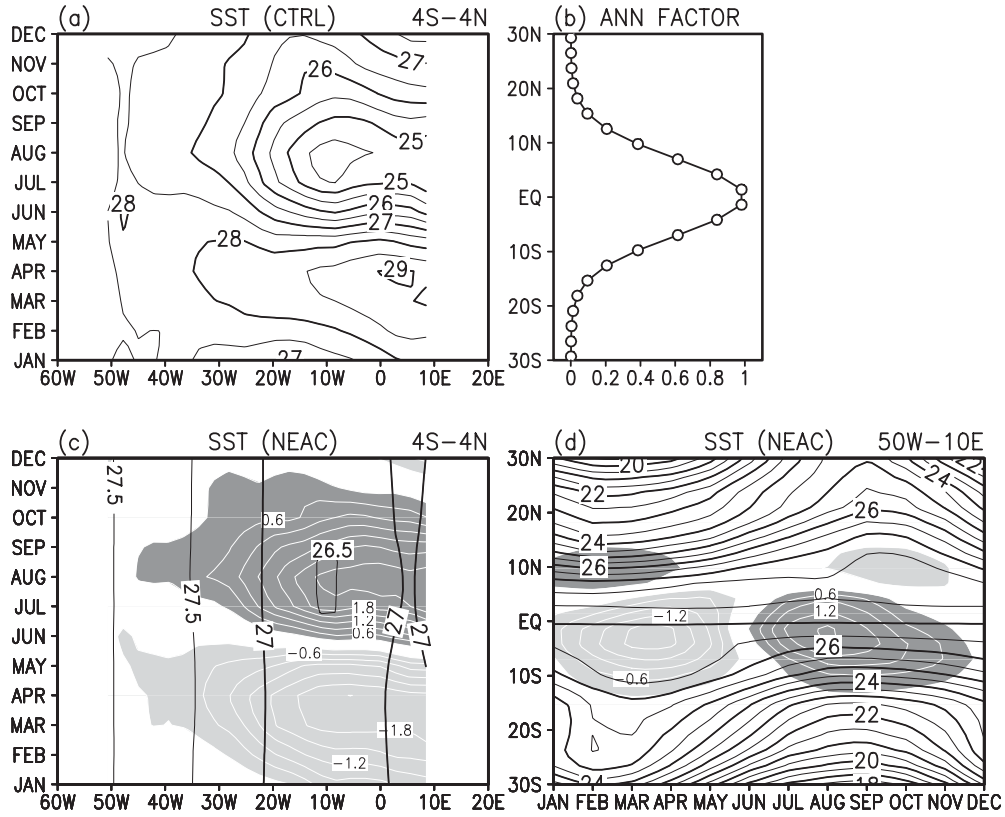 (a) SST (CTRL) 4S-4N
DEC
NOV
OCT
SEP
AUG
JUL
JUN
MAY
APR
MAR
FEB
JAN
27
26
25
25
26
27
28
28
29
27
60W 50W 40W 30W 20W 10W 0 10E 20E
(b) ANN FACTOR
30N
20N
10N
EQ
10S
20S
30S
0 0.2 0.4 0.6 0.8 1
(c) SST (NEAC) 4S-4N
DEC
NOV
OCT
SEP
AUG
JUL
JUN
MAY
APR
MAR
FEB
JAN
27.5
0.6
26.5
27.5
1.8
1.2
0.6
27
27
27
-0.6
-1.8
-1.2
60W 50W 40W 30W 20W 10W 0 10E 20E
(d) SST (NEAC) 50W-10E
30N
20N
10N
EQ
10S
20S
30S
20
22
22
24
26
24
26
0.6
-1.2
1.2
26
-0.6
24
22
20
24
18
JAN FEB MAR APR MAY JUN JUL AUG SEP OCT NOV DEC